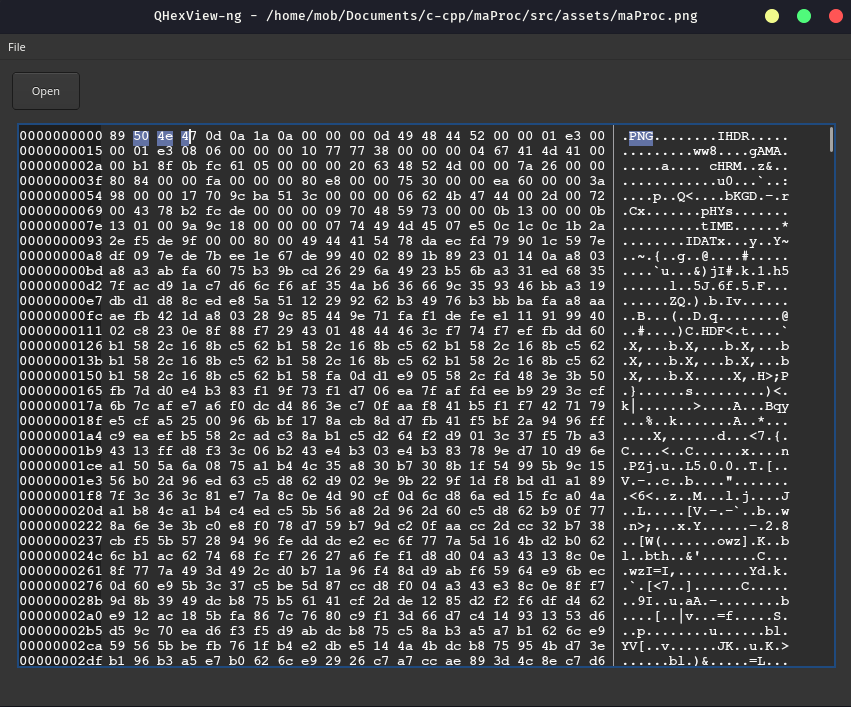 QHexView-ng - /home/mob/Documents/c-cpp/maProc/src/assets/maProc.png
File
Open
0000000000 89 50 4e 47 0d 0a 1a 0a 00 00 00 0d 49 48 44 52 00 00 01 e3 00 .PNG........IHDR.....
0000000015 00 01 e3 08 06 00 00 00 10 77 77 38 00 00 00 04 67 41 4d 41 00 .........ww8....gAMA.
000000002a 00 b1 8f 0b fc 61 05 00 00 00 20 63 48 52 4d 00 00 7a 26 00 00 .....a.... cHRM..z&..
000000003f 80 84 00 00 fa 00 00 00 80 e8 00 00 75 30 00 00 ea 60 00 00 3a ............u0...`..:
0000000054 98 00 00 17 70 9c ba 51 3c 00 00 00 06 62 4b 47 44 00 2d 00 72 ....p..Q<....bKGD.-.r
0000000069 00 43 78 b2 fc de 00 00 00 09 70 48 59 73 00 00 0b 13 00 00 0b .Cx.......pHYs.......
000000007e 13 01 00 9a 9c 18 00 00 00 07 74 49 4d 45 07 e5 0c 1c 0c 1b 2a ..........tIME.......*
0000000093 2e f5 de 9f 00 00 80 00 49 44 41 54 78 da ec fd 79 90 1c 59 7e ........IDATx...y..Y~
00000000a8 df 09 7e de 7b ee 1e 67 de 99 40 02 89 1b 89 23 01 14 0a a8 03 ..~.{..g..@....#.....
00000000bd a8 a3 ab fa 60 75 b3 9b cd 26 29 6a 49 23 b5 6b a3 31 ed 68 35 ....`u...&)jI#.k.1.h5
00000000d2 7f ac d9 1a c7 d6 6c f6 af 35 4a b6 36 66 9c 35 93 46 bb a3 19 ......l..5J.6f.5.F...
00000000e7 db d1 d8 8c ed e8 5a 51 12 29 92 62 b3 49 76 b3 bb ba fa a8 aa ......ZQ.).b.Iv......
00000000fc ae fb 42 1d a8 03 28 9c 85 44 9e 71 fa f1 de fe e1 11 91 99 40 ..B...(..D.q........@
0000000111 02 c8 23 0e 8f 88 f7 29 43 01 48 44 46 3c f7 74 f7 ef fb dd 60 ..#....)C.HDF<.t....`
0000000126 b1 58 2c 16 8b c5 62 b1 58 2c 16 8b c5 62 b1 58 2c 16 8b c5 62 .X,...b.X,...b.X,...b
000000013b b1 58 2c 16 8b c5 62 b1 58 2c 16 8b c5 62 b1 58 2c 16 8b c5 62 .X,...b.X,...b.X,...b
0000000150 b1 58 2c 16 8b c5 62 b1 58 fa 0d d1 e9 05 58 2c fd 48 3e 3b 50 .X,...b.X.....X,.H>;P
0000000165 fb 7d d0 e4 b3 83 f1 9f 73 f1 d7 06 ea 7f af fd ee b9 29 3c cf .}......s.........)<.
000000017a 6b 7c af e7 a6 f0 dc d4 86 3e c7 0f aa f8 41 b5 f1 f7 42 71 79 k|.......>....A...Bqy
000000018f e5 cf a5 25 00 96 6b bf 17 8a cb 8d d7 fb 41 f5 bf 2a 94 96 ff ...%..k.......A..*...
00000001a4 c9 ea ef b5 58 2c ad c3 8a b1 c5 d2 64 f2 d9 01 3c 37 f5 7b a3 ....X,......d...<7.{.
00000001b9 43 13 ff d8 f3 3c 06 b2 43 e4 b3 03 e4 b3 83 78 9e d7 10 d9 6e C....<..C......x....n
00000001ce a1 50 5a 6a 08 75 a1 b4 4c 35 a8 30 b7 30 8b 1f 54 99 5b 9c 15 .PZj.u..L5.0.0..T.[..
00000001e3 56 b0 2d 96 ed 63 c5 d8 62 d9 02 9e 9b 22 9f 1d f8 bd d1 a1 89 V.-..c..b....".......
00000001f8 7f 3c 36 3c 81 e7 7a 8c 0e 4d 90 cf 0d 6c d8 6a ed 15 fca 0 4a .<6<..z..M...l.j....J
000000020d a1 b8 4c a1 b4 c4 ed c5 5b 56 a8 2d 96 2d 60 c5 d8 62 b9 0f 77 ..L.....[V.-.-`..b..w
0000000222 8a 6e 3e 3b c0 e8 f0 78 d7 59 b7 9d c2 0f aa cc 2d cc 32 b7 38 .n>;...x.Y......-.2.8
0000000237 cb f5 5b 57 28 94 96 fe dd dc e2 ec 6f 77 7a 5d 16 4b d2 b0 62 ..[W(.......owz].K..b
000000024c 6c b1 ac 62 74 68 fc f7 26 27 a6 fe f1 d8 d0 04 a3 43 13 8c 0e l..bth..&'.......C...
0000000261 8f 77 7a 49 3d 49 2c d0 b7 1a 96 f4 8d d9 ab f6 59 64 e9 6b ec .wzI=I,.........Yd.k.
0000000276 0d 60 e9 5b 3c 37 c5 be 5d 87 cc d8 f0 04 a3 43 e3 8c 0e 8f f7 .`.[<7..]......C.....
000000028b 9d 8b 39 49 dc b8 75 b5 61 41 cf 2d de 12 85 d2 f2 f6 df d4 62 ..9I..u.aA.-........b
00000002a0 e9 12 ac 18 5b fa 86 7c 76 80 c9 f1 3d 66 d7 c4 14 93 13 53 d6 ....[..|v...=f.....S.
00000002b5 d5 9c 70 ea d6 f3 f5 d9 ab dc b8 75 c5 8a b3 a5 a7 b1 62 6c e9 ..p........u......bl.
00000002ca 59 56 5b be fb 76 1f b4 e2 db e5 14 4a 4b dc b8 75 95 4b d7 3e YV[..v......JK..u.K.>
00000002df b1 96 b3 a5 e7 b0 62 6c e9 29 26 c7 a7 cc ae 89 3d 4c 8e c7 d6 ......bl.)&.....=L...